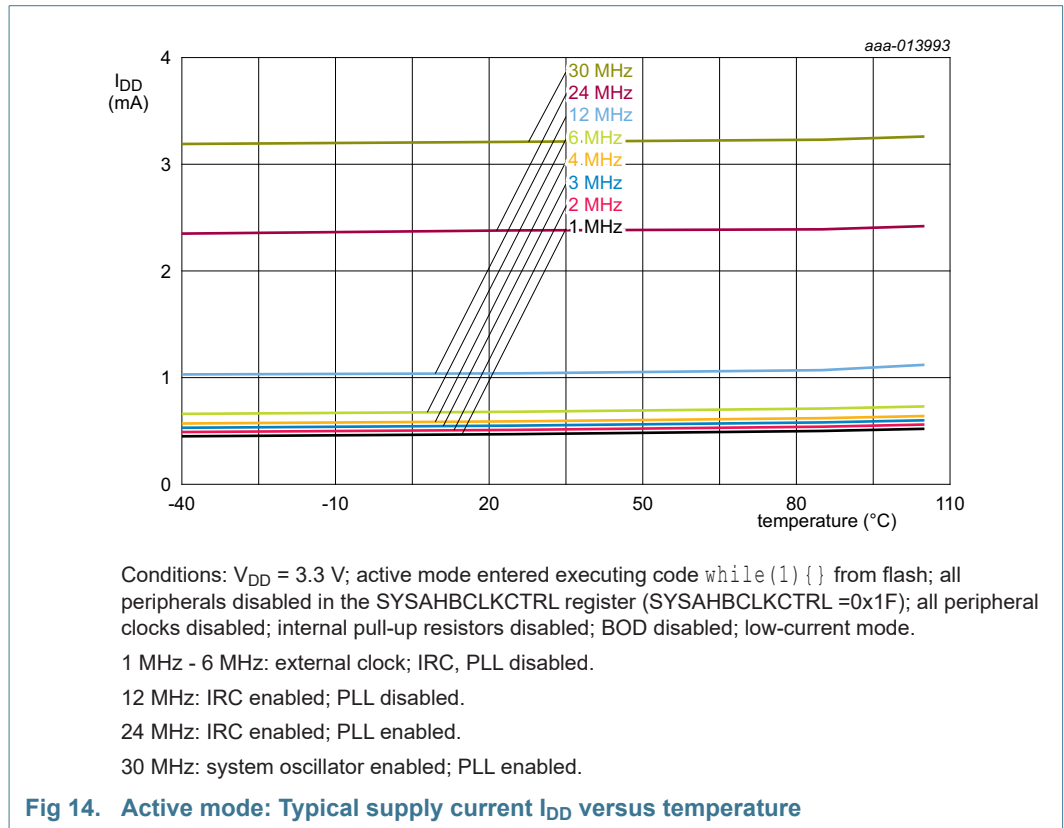 aaa-013993
4
I_DD
(mA)
3
2
1
0
30 MHz
24 MHz
12 MHz
6 MHz
4 MHz
3 MHz
2 MHz
1 MHz
-40 -10 20 50 80 110
temperature (°C)
Conditions: V_DD = 3.3 V; active mode entered executing code while(1){} from flash; all
peripherals disabled in the SYSAHBCLKCTRL register (SYSAHBCLKCTRL =0x1F); all peripheral
clocks disabled; internal pull-up resistors disabled; BOD disabled; low-current mode.
1 MHz - 6 MHz: external clock; IRC, PLL disabled.
12 MHz: IRC enabled; PLL disabled.
24 MHz: IRC enabled; PLL enabled.
30 MHz: system oscillator enabled; PLL enabled.
Fig 14. Active mode: Typical supply current I_DD versus temperature